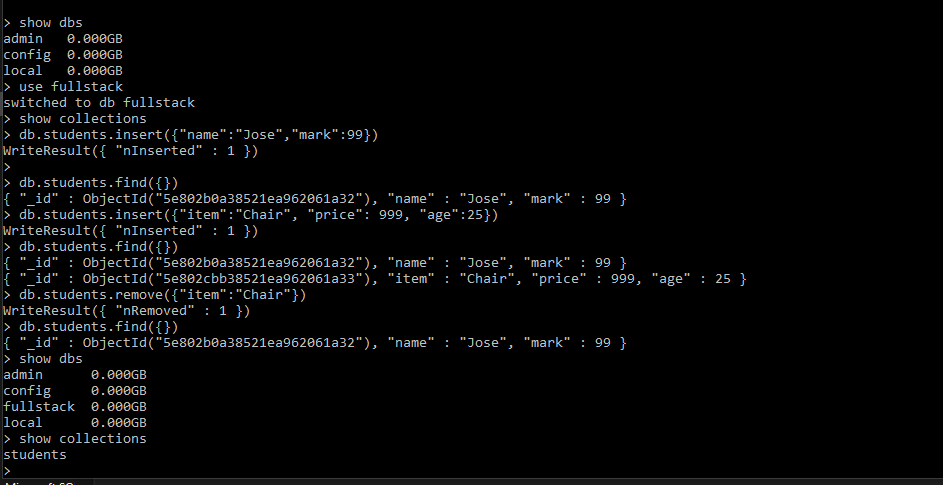 > show dbs
admin   0.000GB
config  0.000GB
local   0.000GB
> use fullstack
switched to db fullstack
> show collections
> db.students.insert({"name":"Jose","mark":99})
WriteResult({ "nInserted" : 1 })
>
> db.students.find({})
{ "_id" : ObjectId("5e802b0a38521ea962061a32"), "name" : "Jose", "mark" : 99 }
> db.students.insert({"item":"Chair", "price": 999, "age":25})
WriteResult({ "nInserted" : 1 })
> db.students.find({})
{ "_id" : ObjectId("5e802b0a38521ea962061a32"), "name" : "Jose", "mark" : 99 }
{ "_id" : ObjectId("5e802cbb38521ea962061a33"), "item" : "Chair", "price" : 999, "age" : 25 }
> db.students.remove({"item":"Chair"})
WriteResult({ "nRemoved" : 1 })
> db.students.find({})
{ "_id" : ObjectId("5e802b0a38521ea962061a32"), "name" : "Jose", "mark" : 99 }
> show dbs
admin      0.000GB
config     0.000GB
fullstack  0.000GB
local      0.000GB
> show collections
students
>